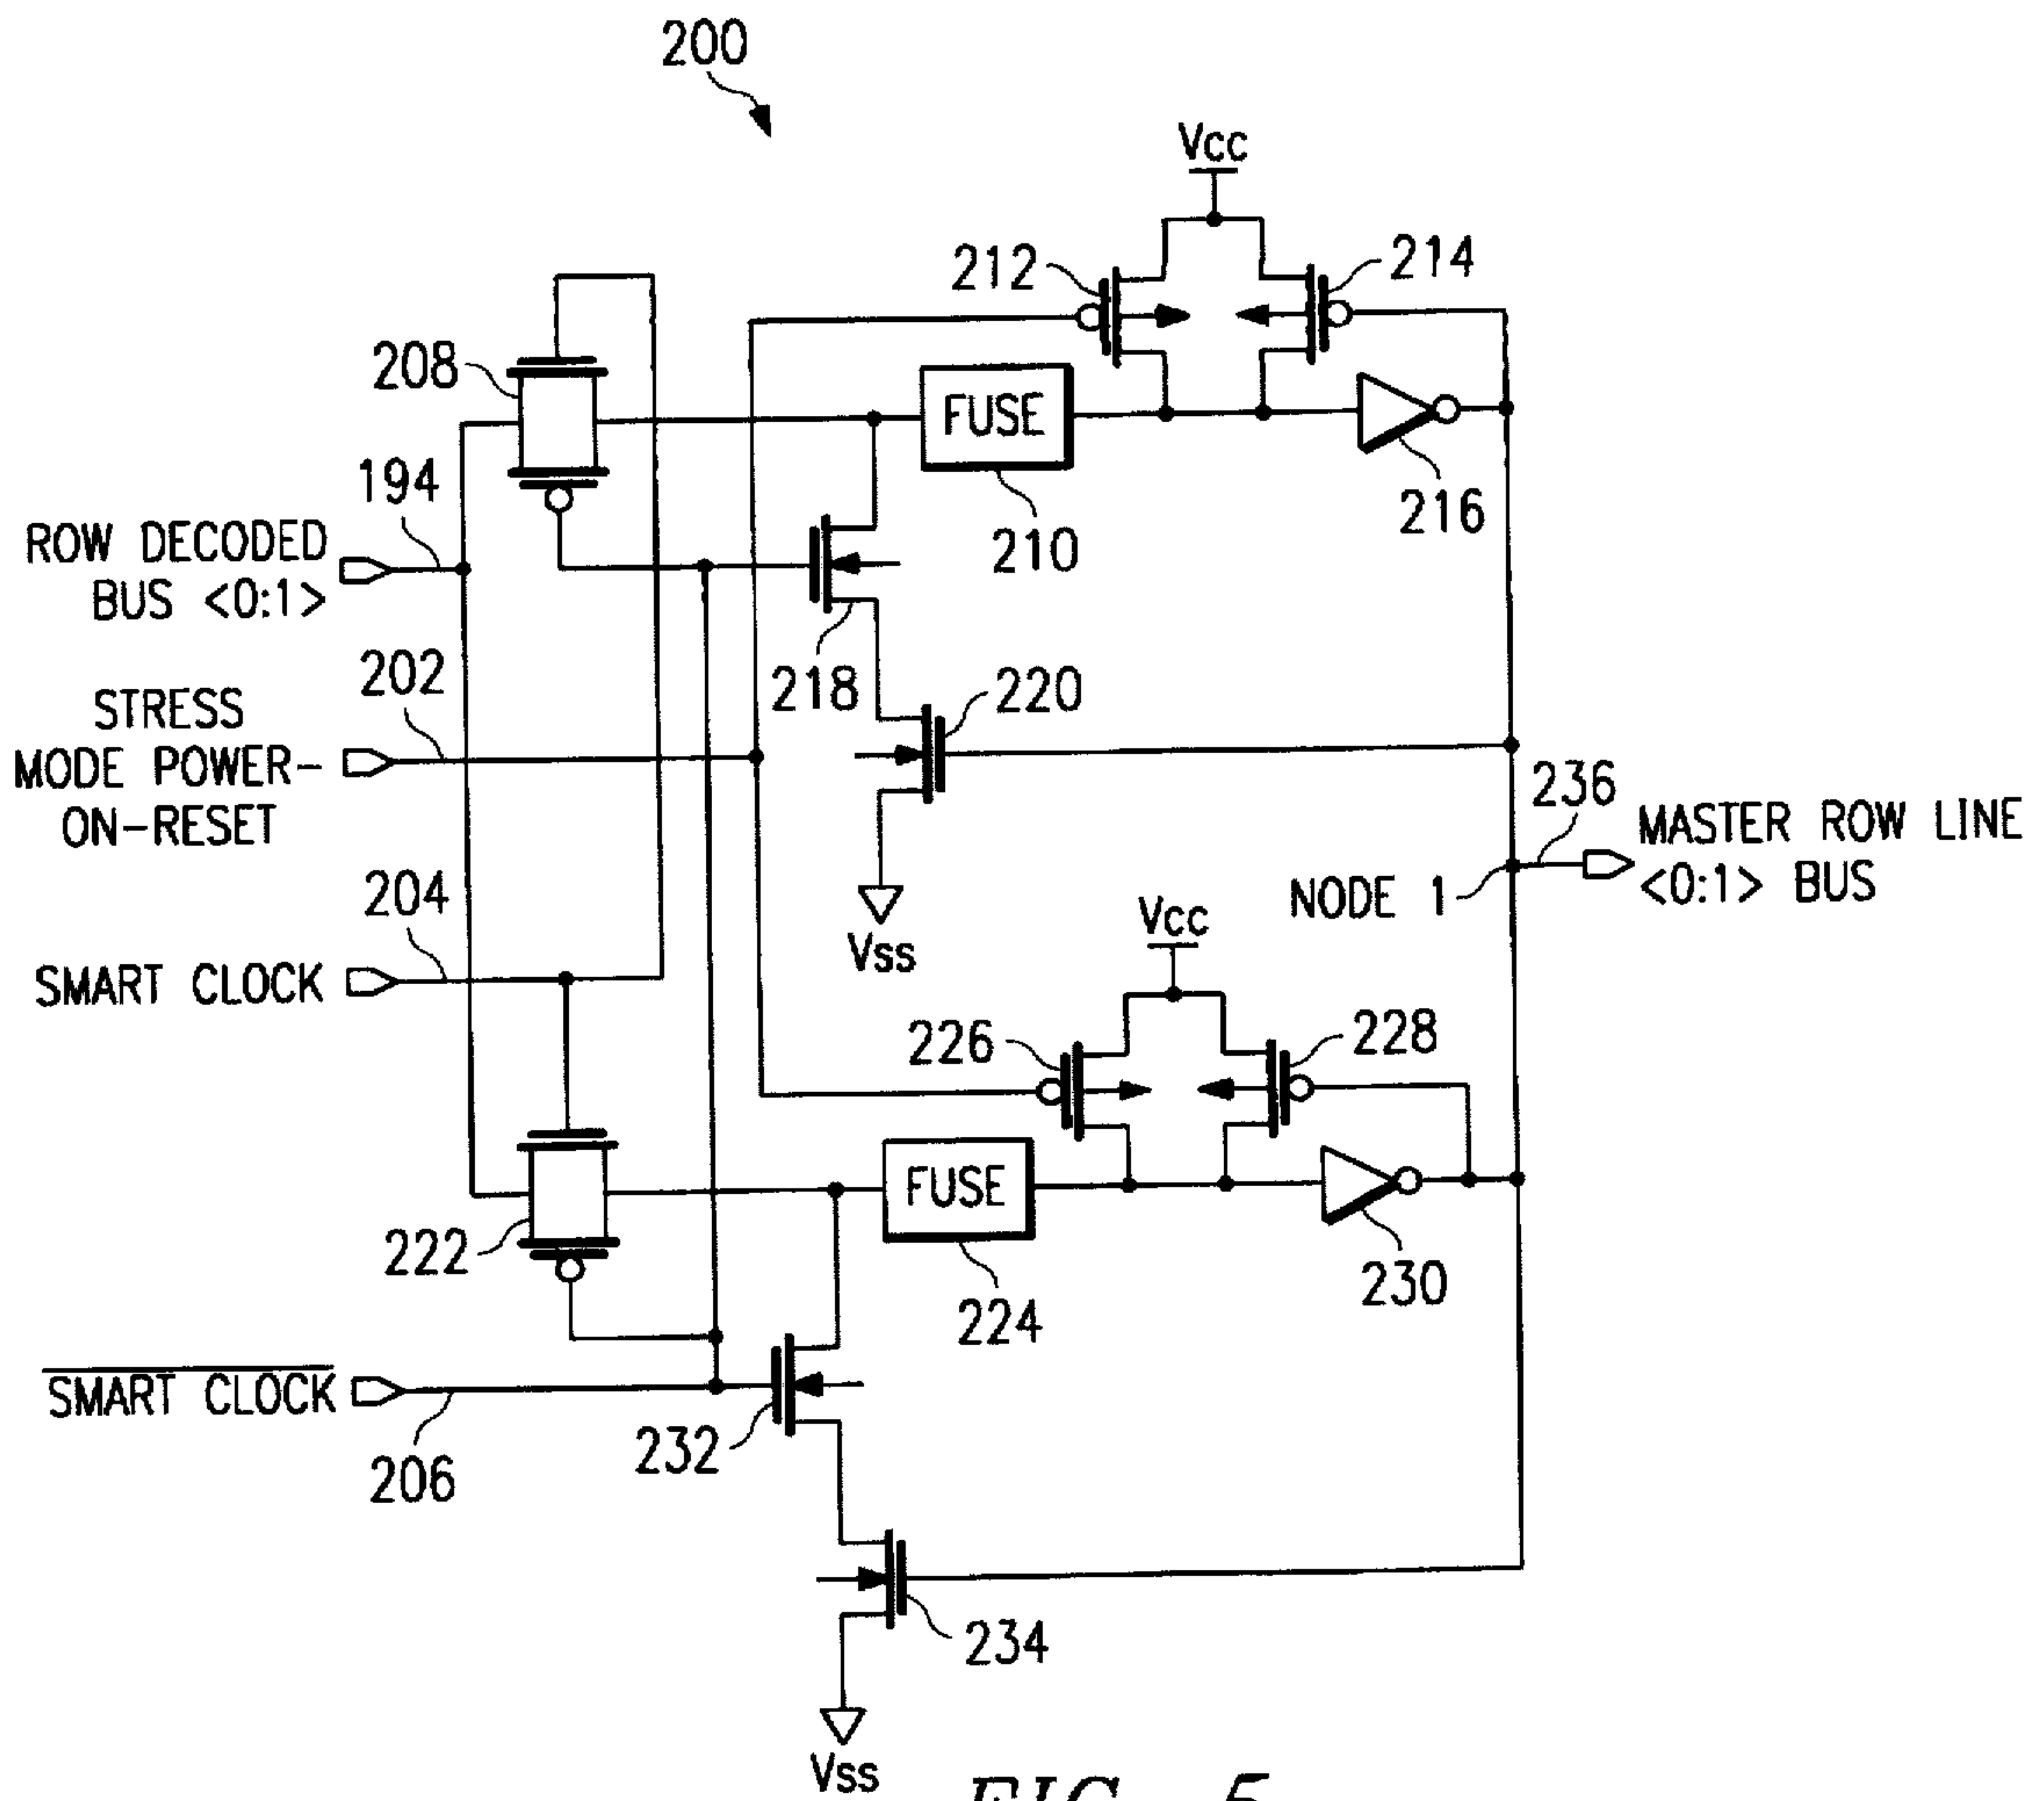 200
Vcc
212
214
208
FUSE
194
216
ROW DECODED
BUS <0:1>
210
202
218
220
STRESS
MODE POWER-
ON-RESET
236
MASTER ROW LINE
<0:1> BUS
204
NODE 1
Vcc
Vss
SMART CLOCK
226
228
FUSE
222
230
224
SMART CLOCK
232
206
234
Vss
FIG. 5